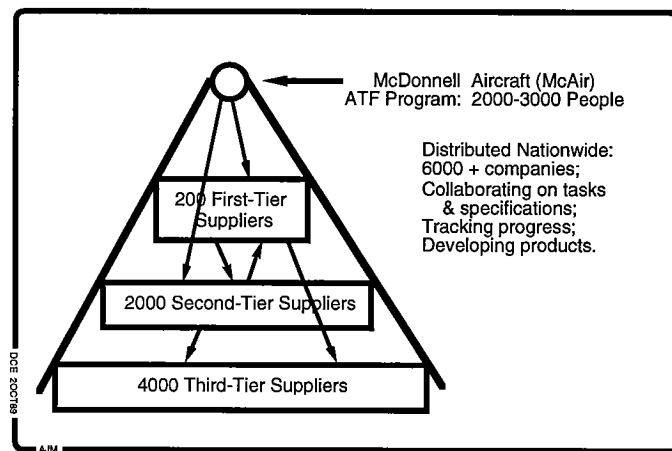 McDonnell Aircraft (McAir)
ATF Program: 2000-3000 People
Distributed Nationwide:
6000 + companies;
Collaborating on tasks
& specifications;
Tracking progress;
Developing products.
200 First-Tier
Suppliers
2000 Second-Tier Suppliers
4000 Third-Tier Suppliers
DCE 20OCT89
AJM